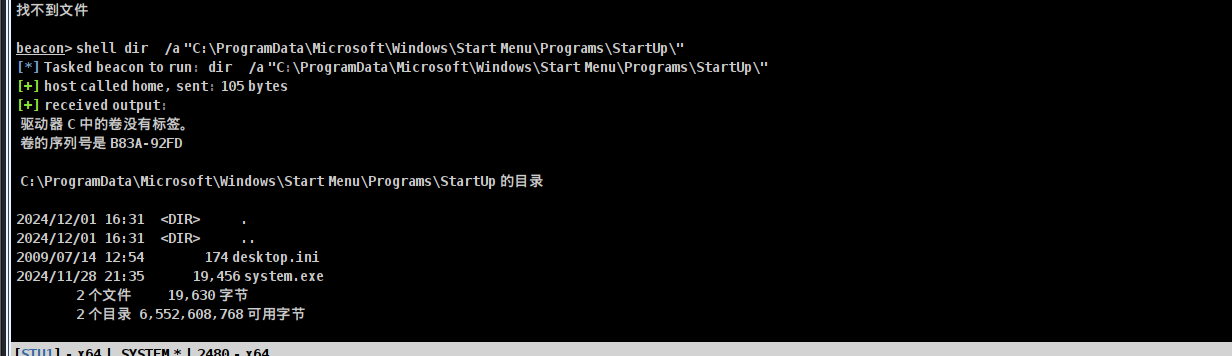 找不到文件
beacon> shell dir  /a "C:\ProgramData\Microsoft\Windows\Start Menu\Programs\StartUp\"
[*] Tasked beacon to run: dir  /a "C:\ProgramData\Microsoft\Windows\Start Menu\Programs\StartUp\"
[+] host called home, sent: 105 bytes
[+] received output:
驱动器 C 中的卷没有标签。
卷的序列号是 B83A-92FD
C:\ProgramData\Microsoft\Windows\Start Menu\Programs\StartUp 的目录
2024/12/01 16:31 <DIR> .
2024/12/01 16:31 <DIR> ..
2009/07/14 12:54 174 desktop.ini
2024/11/28 21:35 19,456 system.exe
2 个文件 19,630 字节
2 个目录 6,552,608,768 可用字节
[STU1] - x64 | SYSTEM * | 2480 - x64